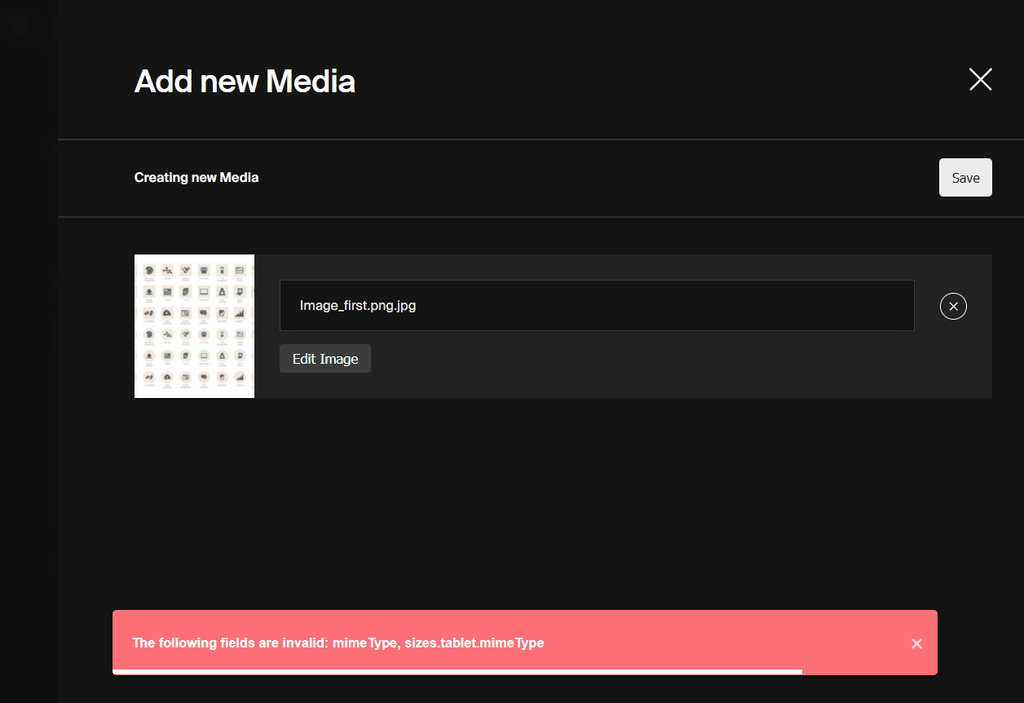 Add new Media
Creating new Media
Save
Image_first.png.jpg
Edit Image
The following fields are invalid: mimeType, sizes.tablet.mimeType